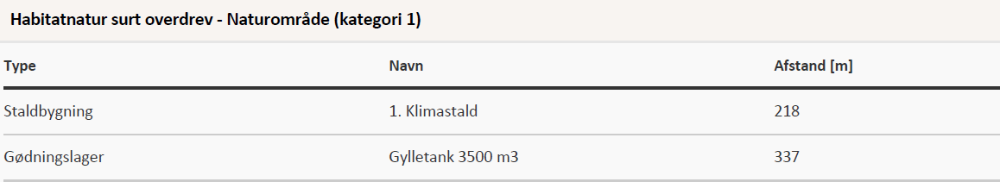 Habitatnatur surt overdrev - Naturområde (kategori 1)
Type Navn Afstand [m]
Staldbygning 1. Klimastald 218
Gødningslager Gylletank 3500 m3 337